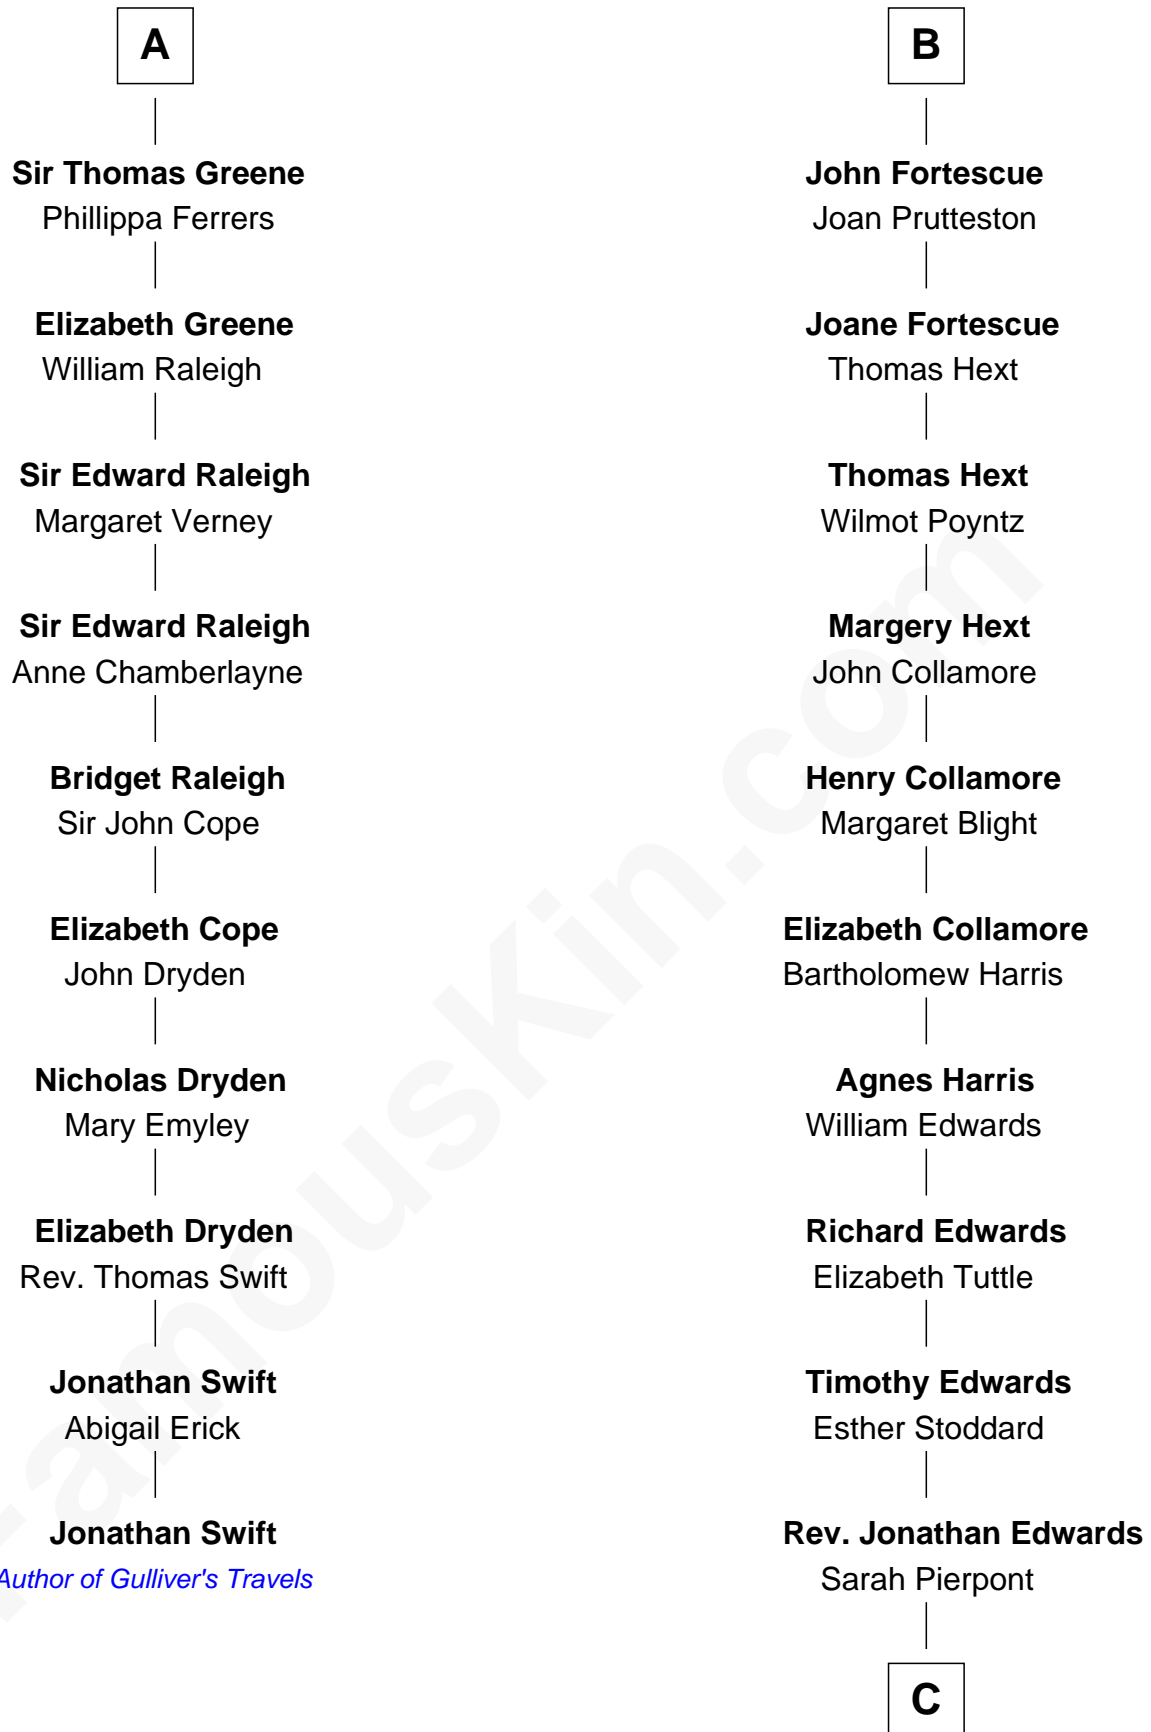 A
Sir Thomas Greene
Phillippa Ferrers
Elizabeth Greene
William Raleigh
Sir Edward Raleigh
Margaret Verney
Sir Edward Raleigh
Anne Chamberlayne
Bridget Raleigh
Sir John Cope
Elizabeth Cope
John Dryden
Nicholas Dryden
Mary Emyley
Elizabeth Dryden
Rev. Thomas Swift
Jonathan Swift
Abigail Erick
Jonathan Swift
Author of Gulliver's Travels
B
John Fortescue
Joan Prutteston
Joane Fortescue
Thomas Hext
Thomas Hext
Wilmot Poyntz
Margery Hext
John Collamore
Henry Collamore
Margaret Blight
Elizabeth Collamore
Bartholomew Harris
Agnes Harris
William Edwards
Richard Edwards
Elizabeth Tuttle
Timothy Edwards
Esther Stoddard
Rev. Jonathan Edwards
Sarah Pierpont
C
FamousKin.com